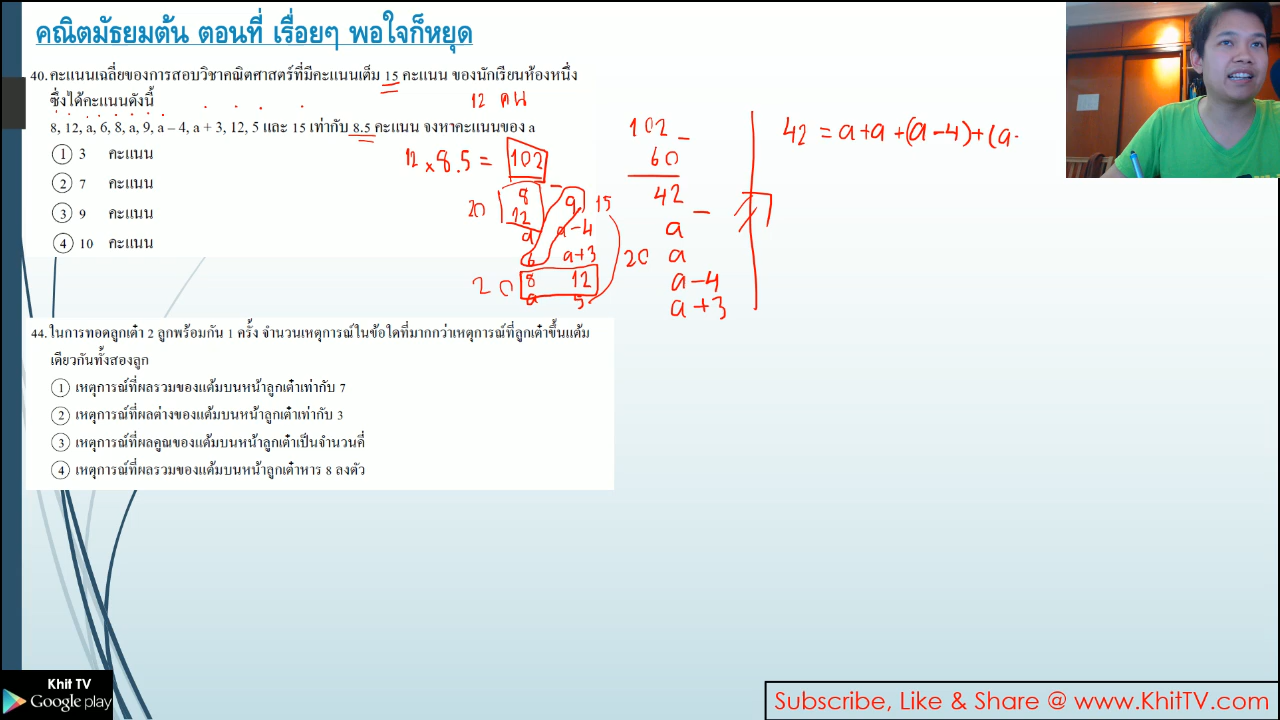 คณิตมัธยมต้น ตอนที่ เรื่อยๆ พอใจก็หยุด
40. คะแนนเฉลี่ยของการสอบวิชาคณิตศาสตร์ที่มีคะแนนเต็ม 15 คะแนน ของนักเรียนห้องหนึ่ง
ซึ่งได้คะแนนดังนี้
12 คน
8, 12, a, 6, 8, a, 9, a – 4, a + 3, 12, 5 และ 15 เท่ากับ 8.5 คะแนน จงหาคะแนนของ a
① 3 คะแนน
② 7 คะแนน
③ 9 คะแนน
④ 10 คะแนน
12 × 8.5 = 102
20 8 9 15
12 a-4
a a+3
6
20 8 12
a 5
102 -
60
42 -
a
20 a
a-4
a+3
42 = a+a+(a-4)+(a
44. ในการทอดลูกเต๋า 2 ลูกพร้อมกัน 1 ครั้ง จำนวนเหตุการณ์ในข้อใดที่มากกว่าเหตุการณ์ที่ลูกเต๋าขึ้นแต้ม
เดียวกันทั้งสองลูก
① เหตุการณ์ที่ผลรวมของแต้มบนหน้าลูกเต๋าเท่ากับ 7
② เหตุการณ์ที่ผลต่างของแต้มบนหน้าลูกเต๋าเท่ากับ 3
③ เหตุการณ์ที่ผลคูณของแต้มบนหน้าลูกเต๋าเป็นจำนวนคี่
④ เหตุการณ์ที่ผลรวมของแต้มบนหน้าลูกเต๋าหาร 8 ลงตัว
Khit TV
Google play
Subscribe, Like & Share @ www.KhitTV.com